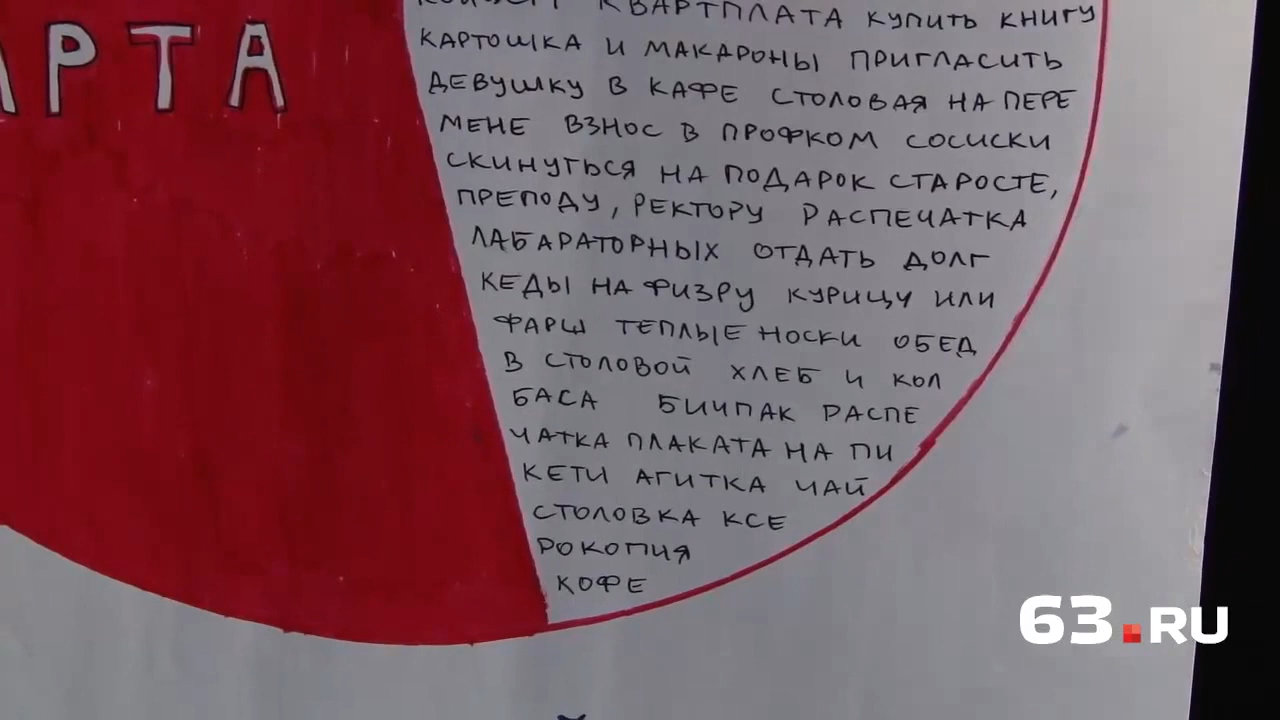 АРТА
КВАРТПЛАТА КУПИТЬ КНИГУ
КАРТОШКА И МАКАРОНЫ ПРИГЛАСИТЬ
ДЕВУШКУ В КАФЕ СТОЛОВАЯ НА ПЕРЕ
МЕНЕ ВЗНОС В ПРОФКОМ СОСИСКИ
СКИНУТЬСЯ НА ПОДАРОК СТАРОСТЕ,
ПРЕПОДУ, РЕКТОРУ РАСПЕЧАТКА
ЛАБАРАТОРНЫХ ОТДАТЬ ДОЛГ
КЕДЫ НА ФИЗРУ КУРИЦУ ИЛИ
ФАРШ ТЕПЛЫЕ НОСКИ ОБЕД
В СТОЛОВОЙ ХЛЕБ И КОЛ
БАСА БИЧПАК РАСПЕ
ЧАТКА ПЛАКАТА НА ПИ
КЕТИ АГИТКА ЧАЙ
СТОЛОВКА КСЕ
РОКОПИЯ
КОФЕ
63.RU